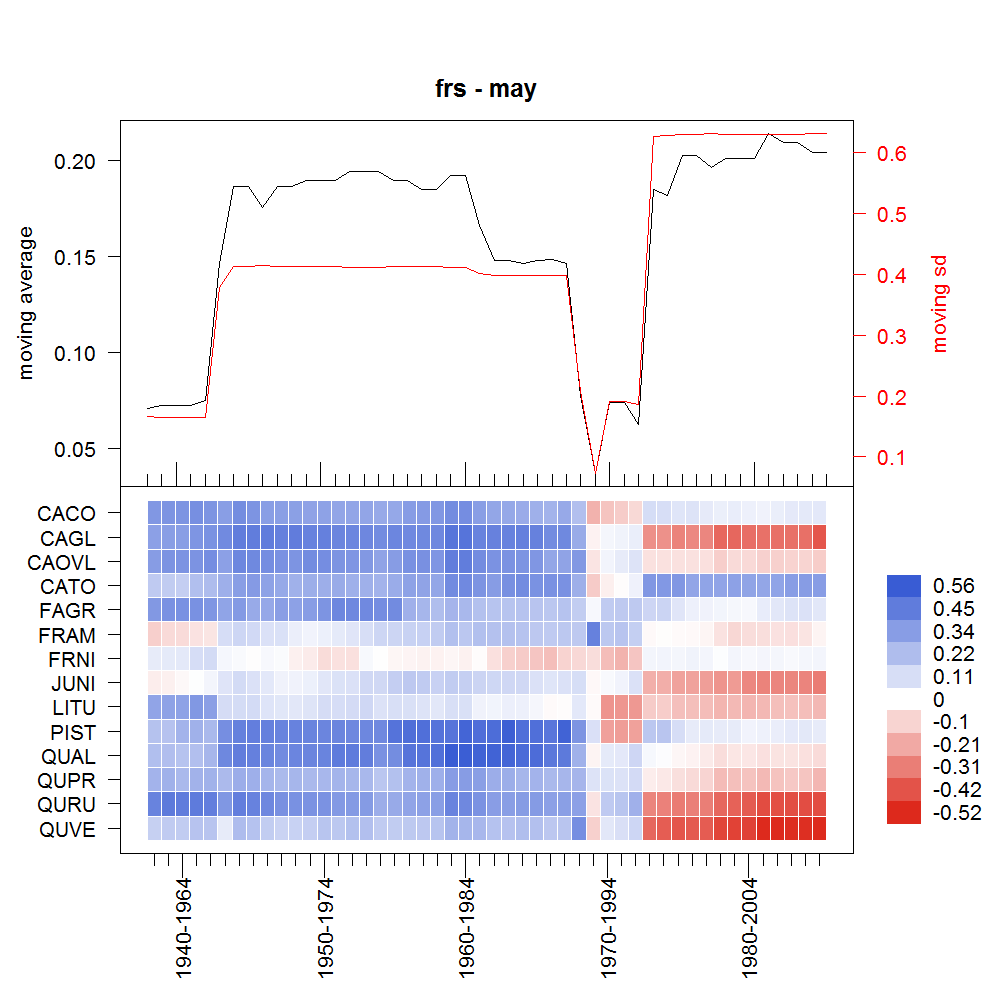 frs - may
moving average
0.20
0.15
0.10
0.05
0.6
0.5
0.4
0.3
0.2
0.1
moving sd
CACO
CAGL
CAOVL
CATO
FAGR
FRAM
FRNI
JUNI
LITU
PIST
QUAL
QUPR
QURU
QUVE
0.56
0.45
0.34
0.22
0.11
0
-0.1
-0.21
-0.31
-0.42
-0.52
1940-1964
1950-1974
1960-1984
1970-1994
1980-2004